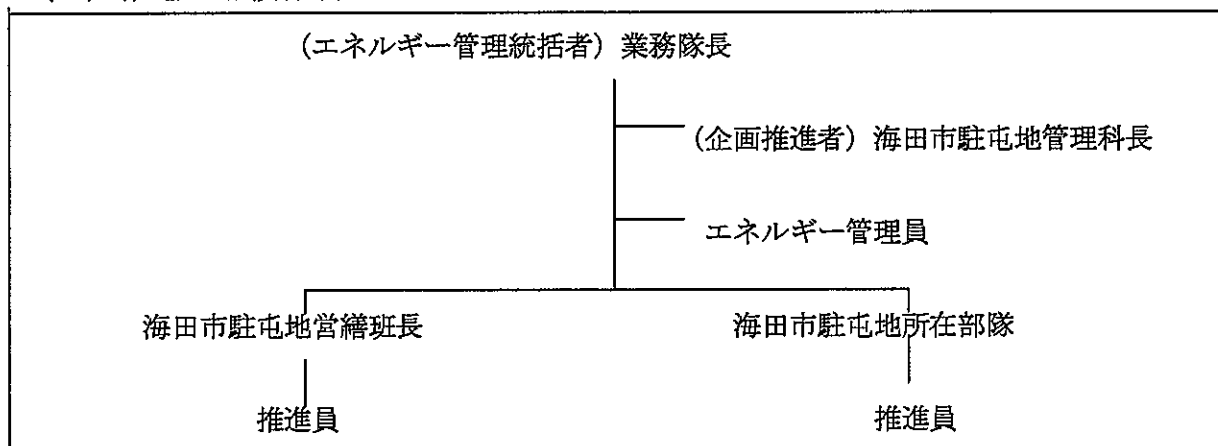 (エネルギー管理統括者) 業務隊長
(企画推進者) 海田市駐屯地管理科長
エネルギー管理員
海田市駐屯地営繕班長
海田市駐屯地所在部隊
推進員
推進員